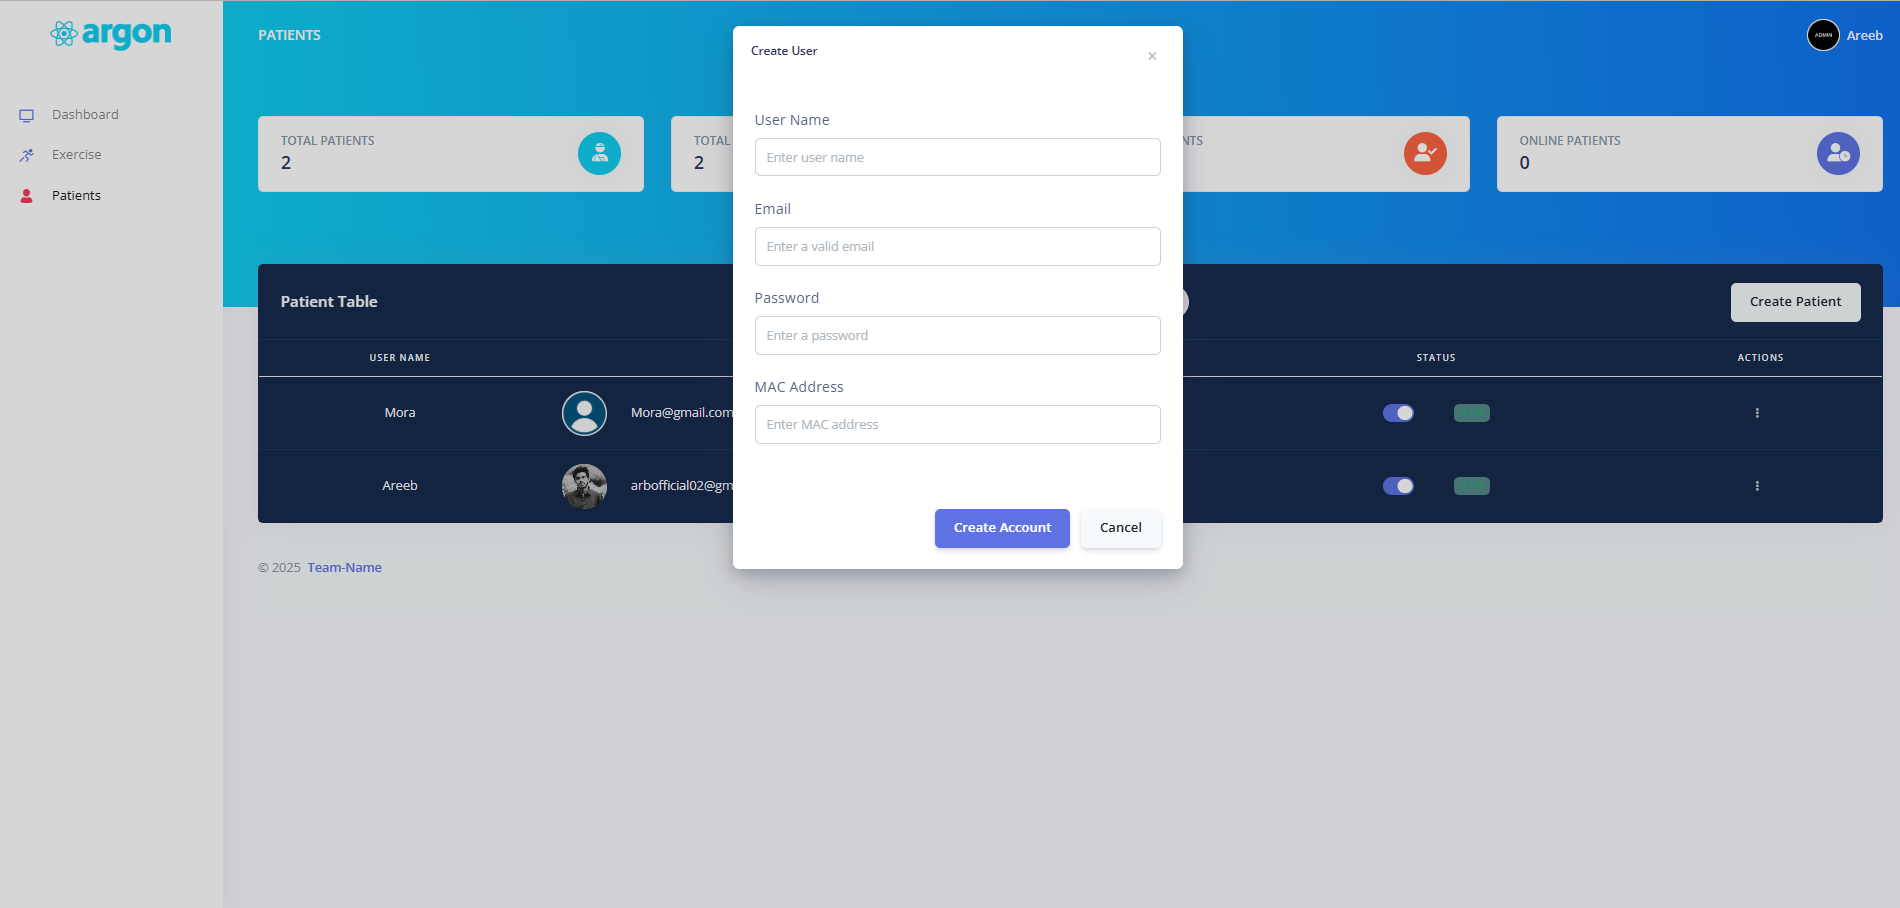 argon
PATIENTS
ADMIN
Areeb
Dashboard
Exercise
Patients
TOTAL PATIENTS
2
TOTAL
2
ONLINE PATIENTS
0
Create User
×
User Name
Enter user name
Email
Enter a valid email
Password
Enter a password
MAC Address
Enter MAC address
Create Account
Cancel
Patient Table
Create Patient
USER NAME
STATUS
ACTIONS
Mora
Mora@gmail.com
Areeb
arbofficial02@gm
© 2025 Team-Name